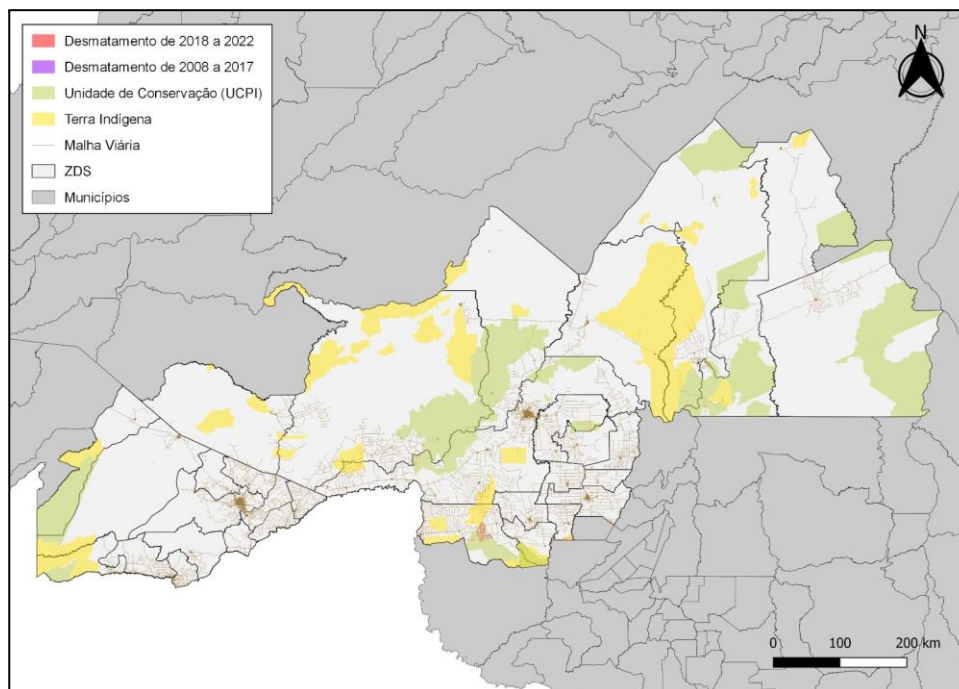 Desmatamento de 2018 a 2022
Desmatamento de 2008 a 2017
Unidade de Conservação (UCPI)
Terra Indígena
Malha Viária
ZDS
Municípios
N
0 100 200 km